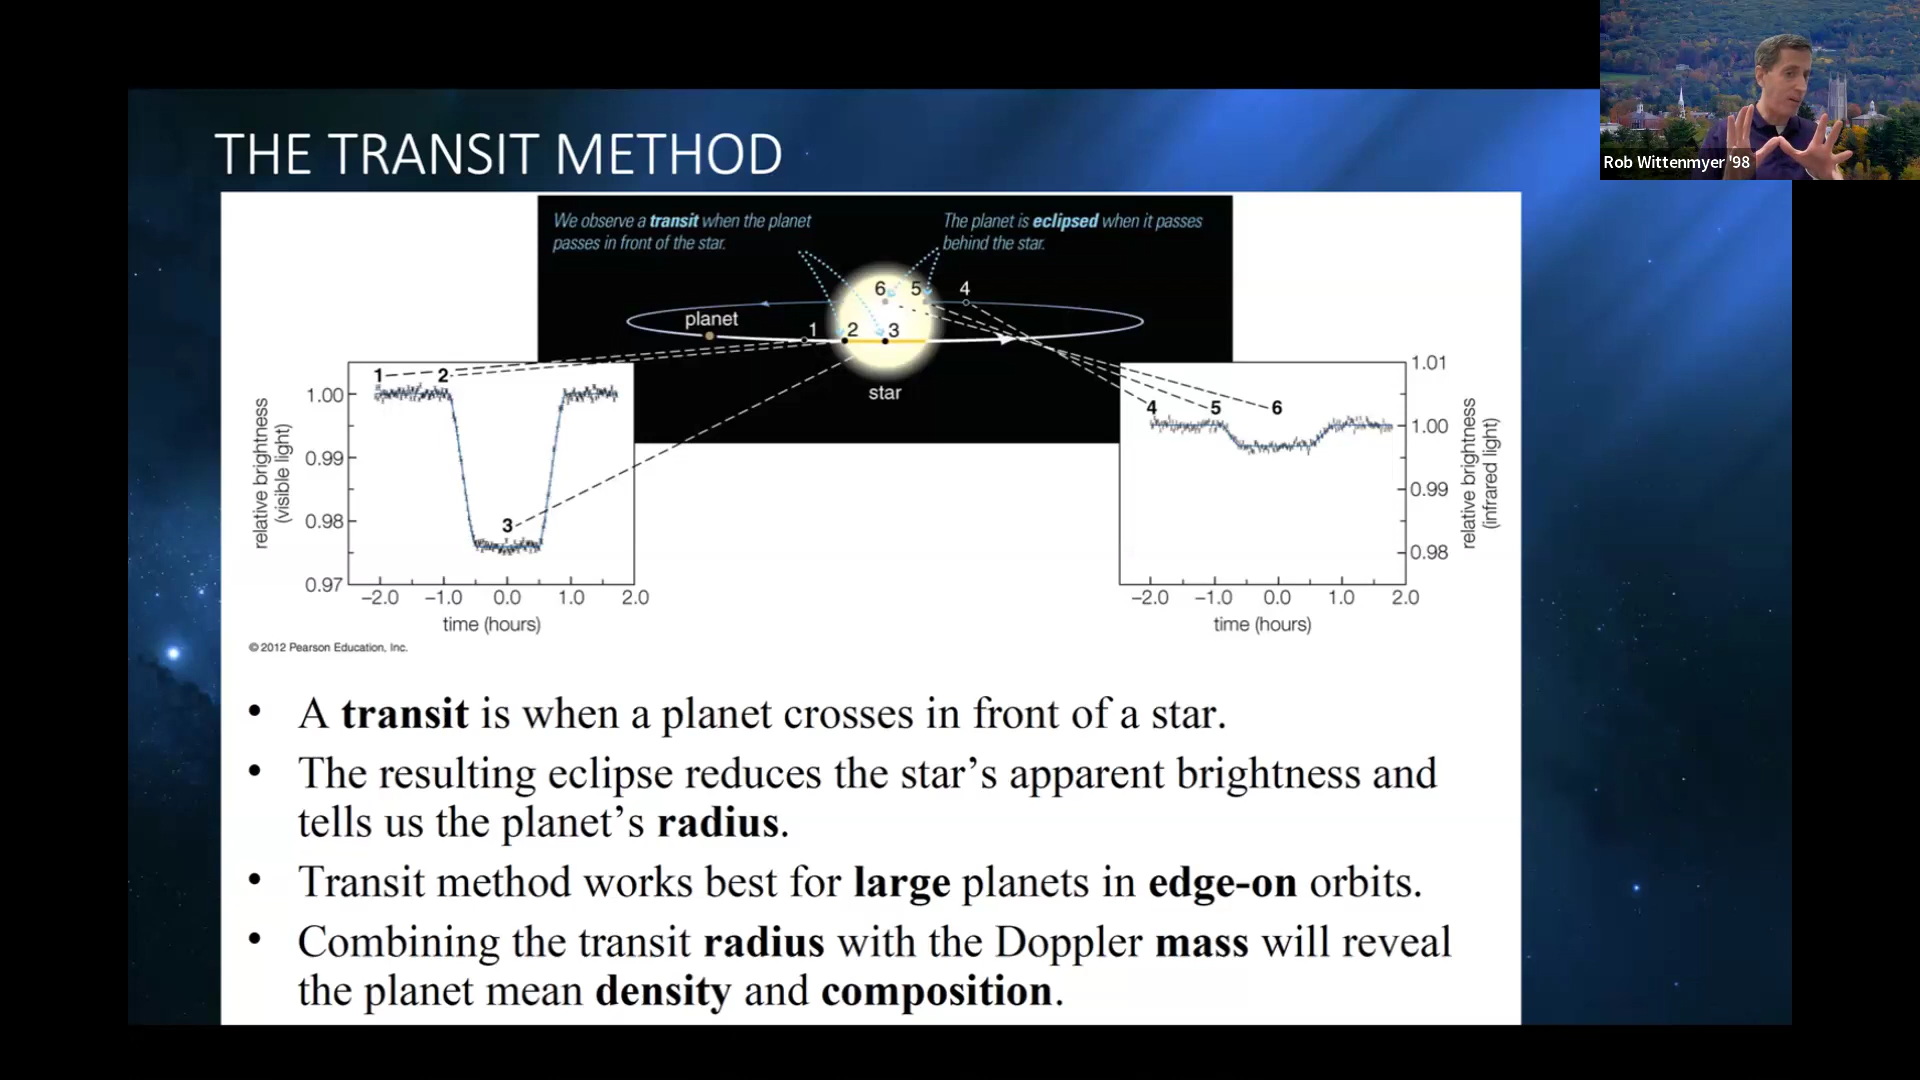 THE TRANSIT METHOD
Rob Wittenmyer '98
We observe a transit when the planet
passes in front of the star.
The planet is eclipsed when it passes
behind the star.
6 5 4
planet
1 2 3
star
1 2
3
1.00
0.99
0.98
0.97
relative brightness
(visible light)
−2.0 −1.0 0.0 1.0 2.0
time (hours)
4 5 6
1.01
1.00
0.99
0.98
relative brightness
(infrared light)
−2.0 −1.0 0.0 1.0 2.0
time (hours)
© 2012 Pearson Education, Inc.
• A transit is when a planet crosses in front of a star.
• The resulting eclipse reduces the star’s apparent brightness and
tells us the planet’s radius.
• Transit method works best for large planets in edge-on orbits.
• Combining the transit radius with the Doppler mass will reveal
the planet mean density and composition.